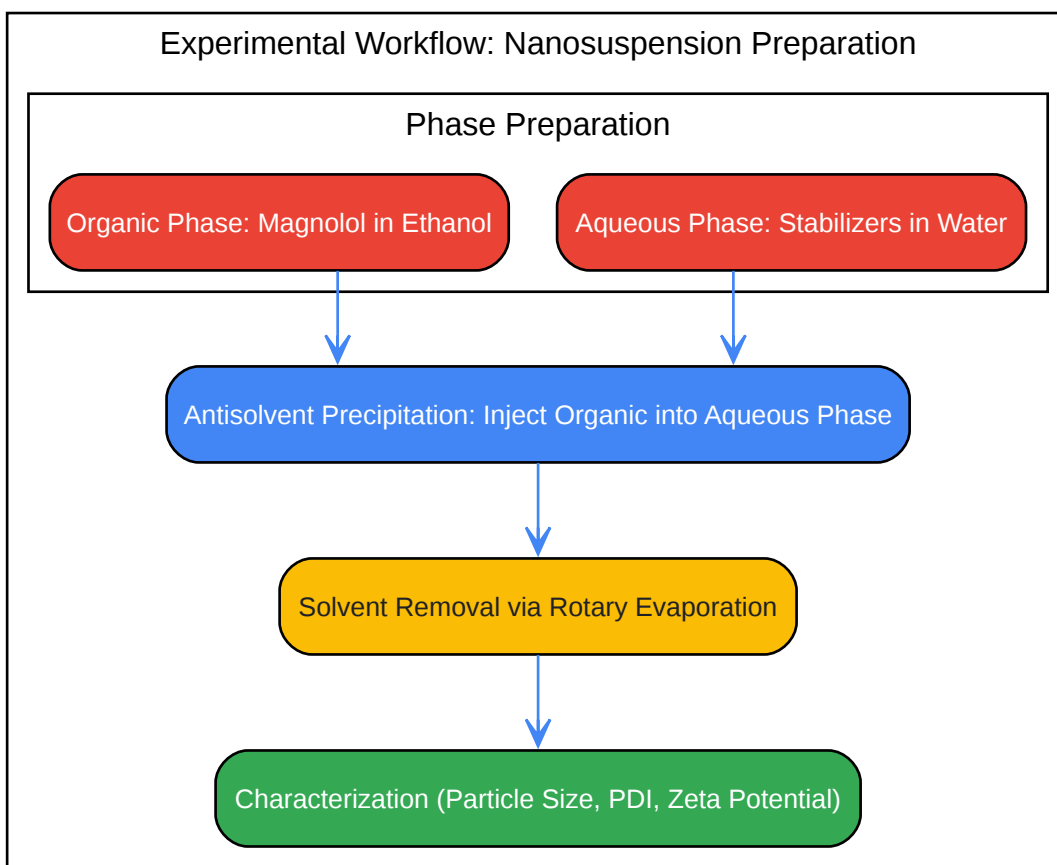 Experimental Workflow: Nanosuspension Preparation
Phase Preparation
Organic Phase: Magnolol in Ethanol
Aqueous Phase: Stabilizers in Water
Antisolvent Precipitation: Inject Organic into Aqueous Phase
Solvent Removal via Rotary Evaporation
Characterization (Particle Size, PDI, Zeta Potential)